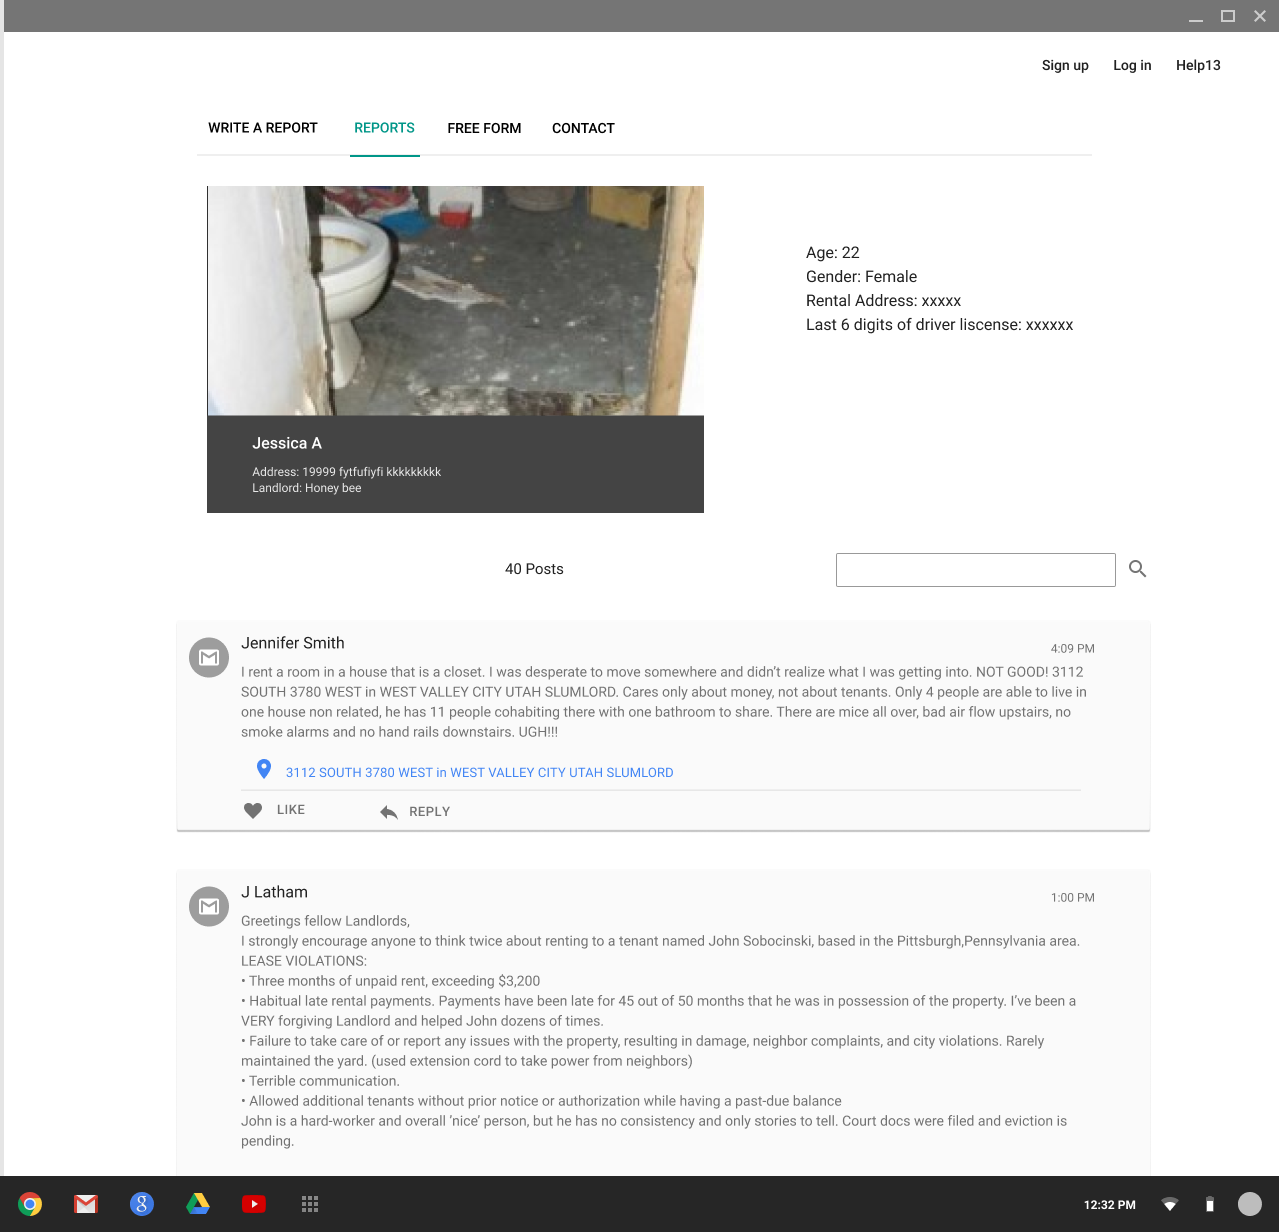 Sign up Log in Help13
WRITE A REPORT REPORTS FREE FORM CONTACT
Age: 22
Gender: Female
Rental Address: xxxxx
Last 6 digits of driver liscense: xxxxxx
Jessica A
Address: 19999 fytfufiyfi kkkkkkkkk
Landlord: Honey bee
40 Posts
Jennifer Smith
4:09 PM
I rent a room in a house that is a closet. I was desperate to move somewhere and didn’t realize what I was getting into. NOT GOOD! 3112
SOUTH 3780 WEST in WEST VALLEY CITY UTAH SLUMLORD. Cares only about money, not about tenants. Only 4 people are able to live in
one house non related, he has 11 people cohabiting there with one bathroom to share. There are mice all over, bad air flow upstairs, no
smoke alarms and no hand rails downstairs. UGH!!!
3112 SOUTH 3780 WEST in WEST VALLEY CITY UTAH SLUMLORD
LIKE REPLY
J Latham
1:00 PM
Greetings fellow Landlords,
I strongly encourage anyone to think twice about renting to a tenant named John Sobocinski, based in the Pittsburgh,Pennsylvania area.
LEASE VIOLATIONS:
• Three months of unpaid rent, exceeding $3,200
• Habitual late rental payments. Payments have been late for 45 out of 50 months that he was in possession of the property. I’ve been a
VERY forgiving Landlord and helped John dozens of times.
• Failure to take care of or report any issues with the property, resulting in damage, neighbor complaints, and city violations. Rarely
maintained the yard. (used extension cord to take power from neighbors)
• Terrible communication.
• Allowed additional tenants without prior notice or authorization while having a past-due balance
John is a hard-worker and overall ‘nice’ person, but he has no consistency and only stories to tell. Court docs were filed and eviction is
pending.
12:32 PM